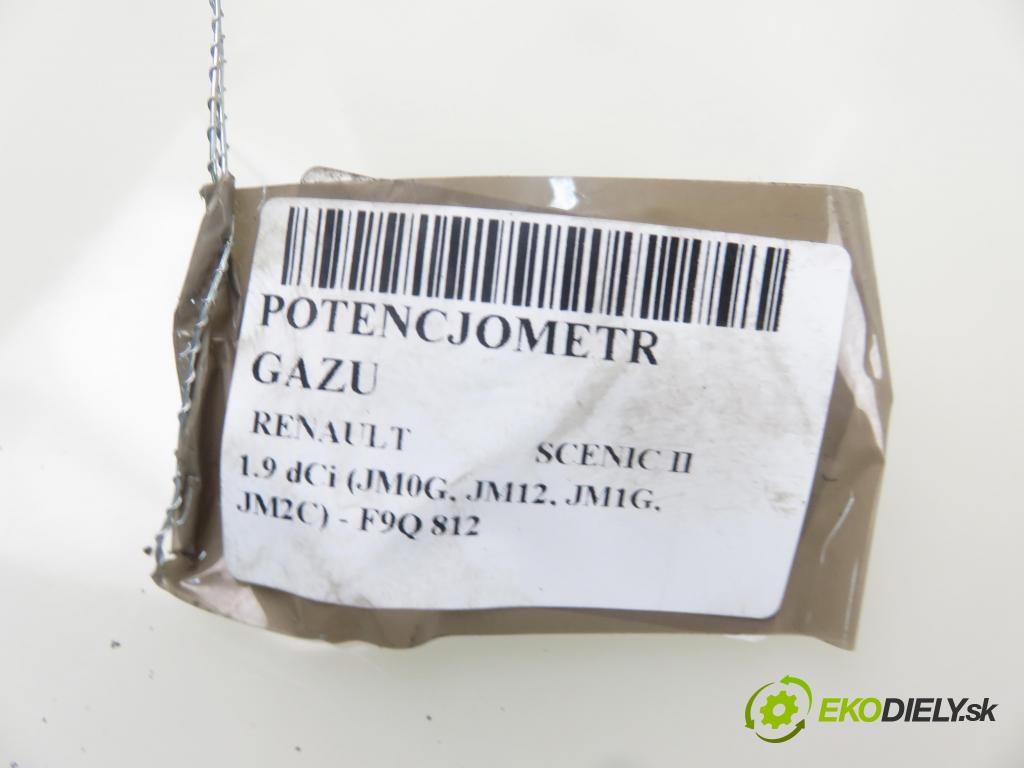 POTENCJOMETR
GAZU
RENAULT SCENIC II
1.9 dCi (JM0G, JM12, JM1G,
JM2C) - F9Q 812
EKODIELY.sk